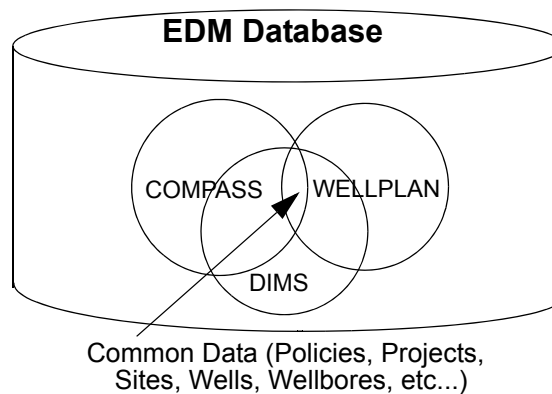 EDM Database
COMPASS
WELLPLAN
DIMS
Common Data (Policies, Projects,
Sites, Wells, Wellbores, etc...)